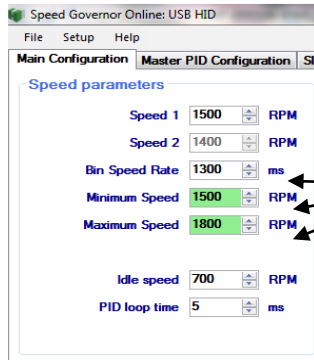 Speed Governor Online: USB HID
File Setup Help
Main Configuration Master PID Configuration
Speed parameters
Speed 1 1500 RPM
Speed 2 1400 RPM
Bin Speed Rate 1300 ms
Minimum Speed 1500 RPM
Maximum Speed 1800 RPM
Idle speed 700 RPM
PID loop time 5 ms